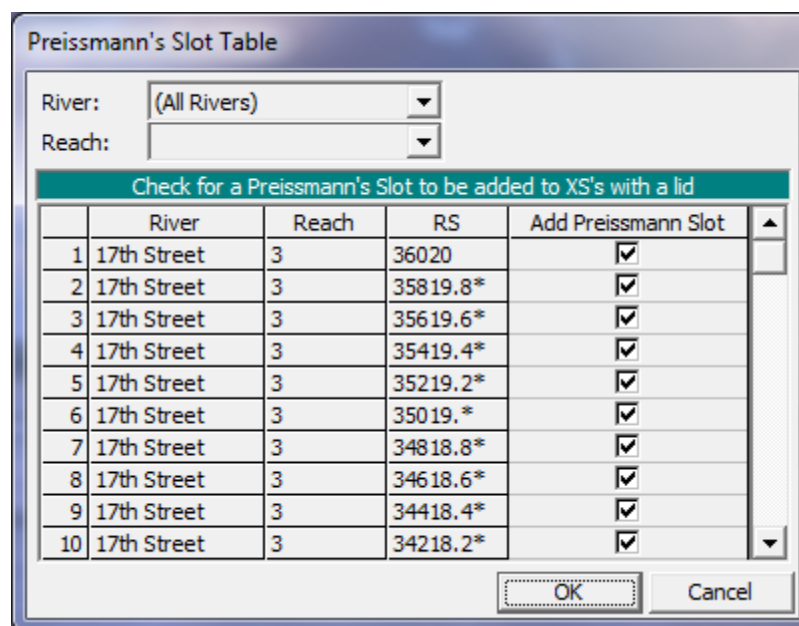 Preissmann's Slot Table
River: (All Rivers)
Reach:
Check for a Preissmann's Slot to be added to XS's with a lid
River Reach RS Add Preissmann Slot
1 17th Street 3 36020
2 17th Street 3 35819.8*
3 17th Street 3 35619.6*
4 17th Street 3 35419.4*
5 17th Street 3 35219.2*
6 17th Street 3 35019.*
7 17th Street 3 34818.8*
8 17th Street 3 34618.6*
9 17th Street 3 34418.4*
10 17th Street 3 34218.2*
OK Cancel